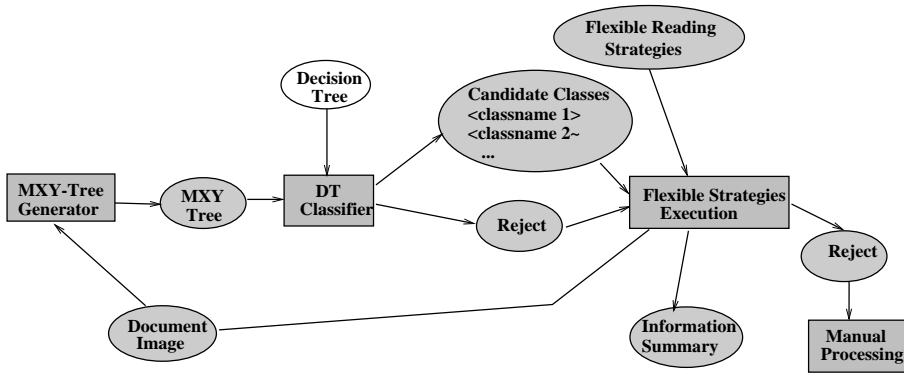 Flexible Reading
Strategies
Decision
Tree
Candidate Classes
<classname 1>
<classname 2~
...
MXY-Tree
Generator
MXY
Tree
DT
Classifier
Reject
Flexible Strategies
Execution
Reject
Document
Image
Information
Summary
Manual
Processing